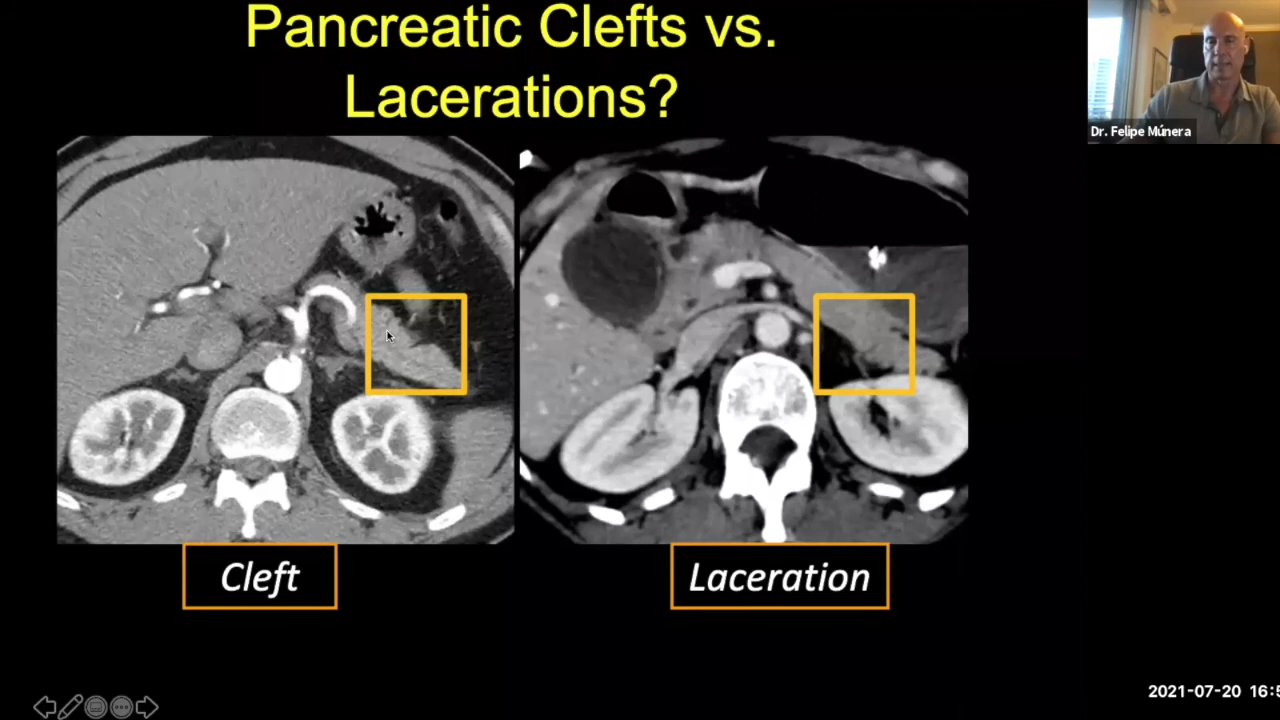 Pancreatic Clefts vs.
Lacerations?
Dr. Felipe Múnera
Cleft
Laceration
2021-07-20 16:5